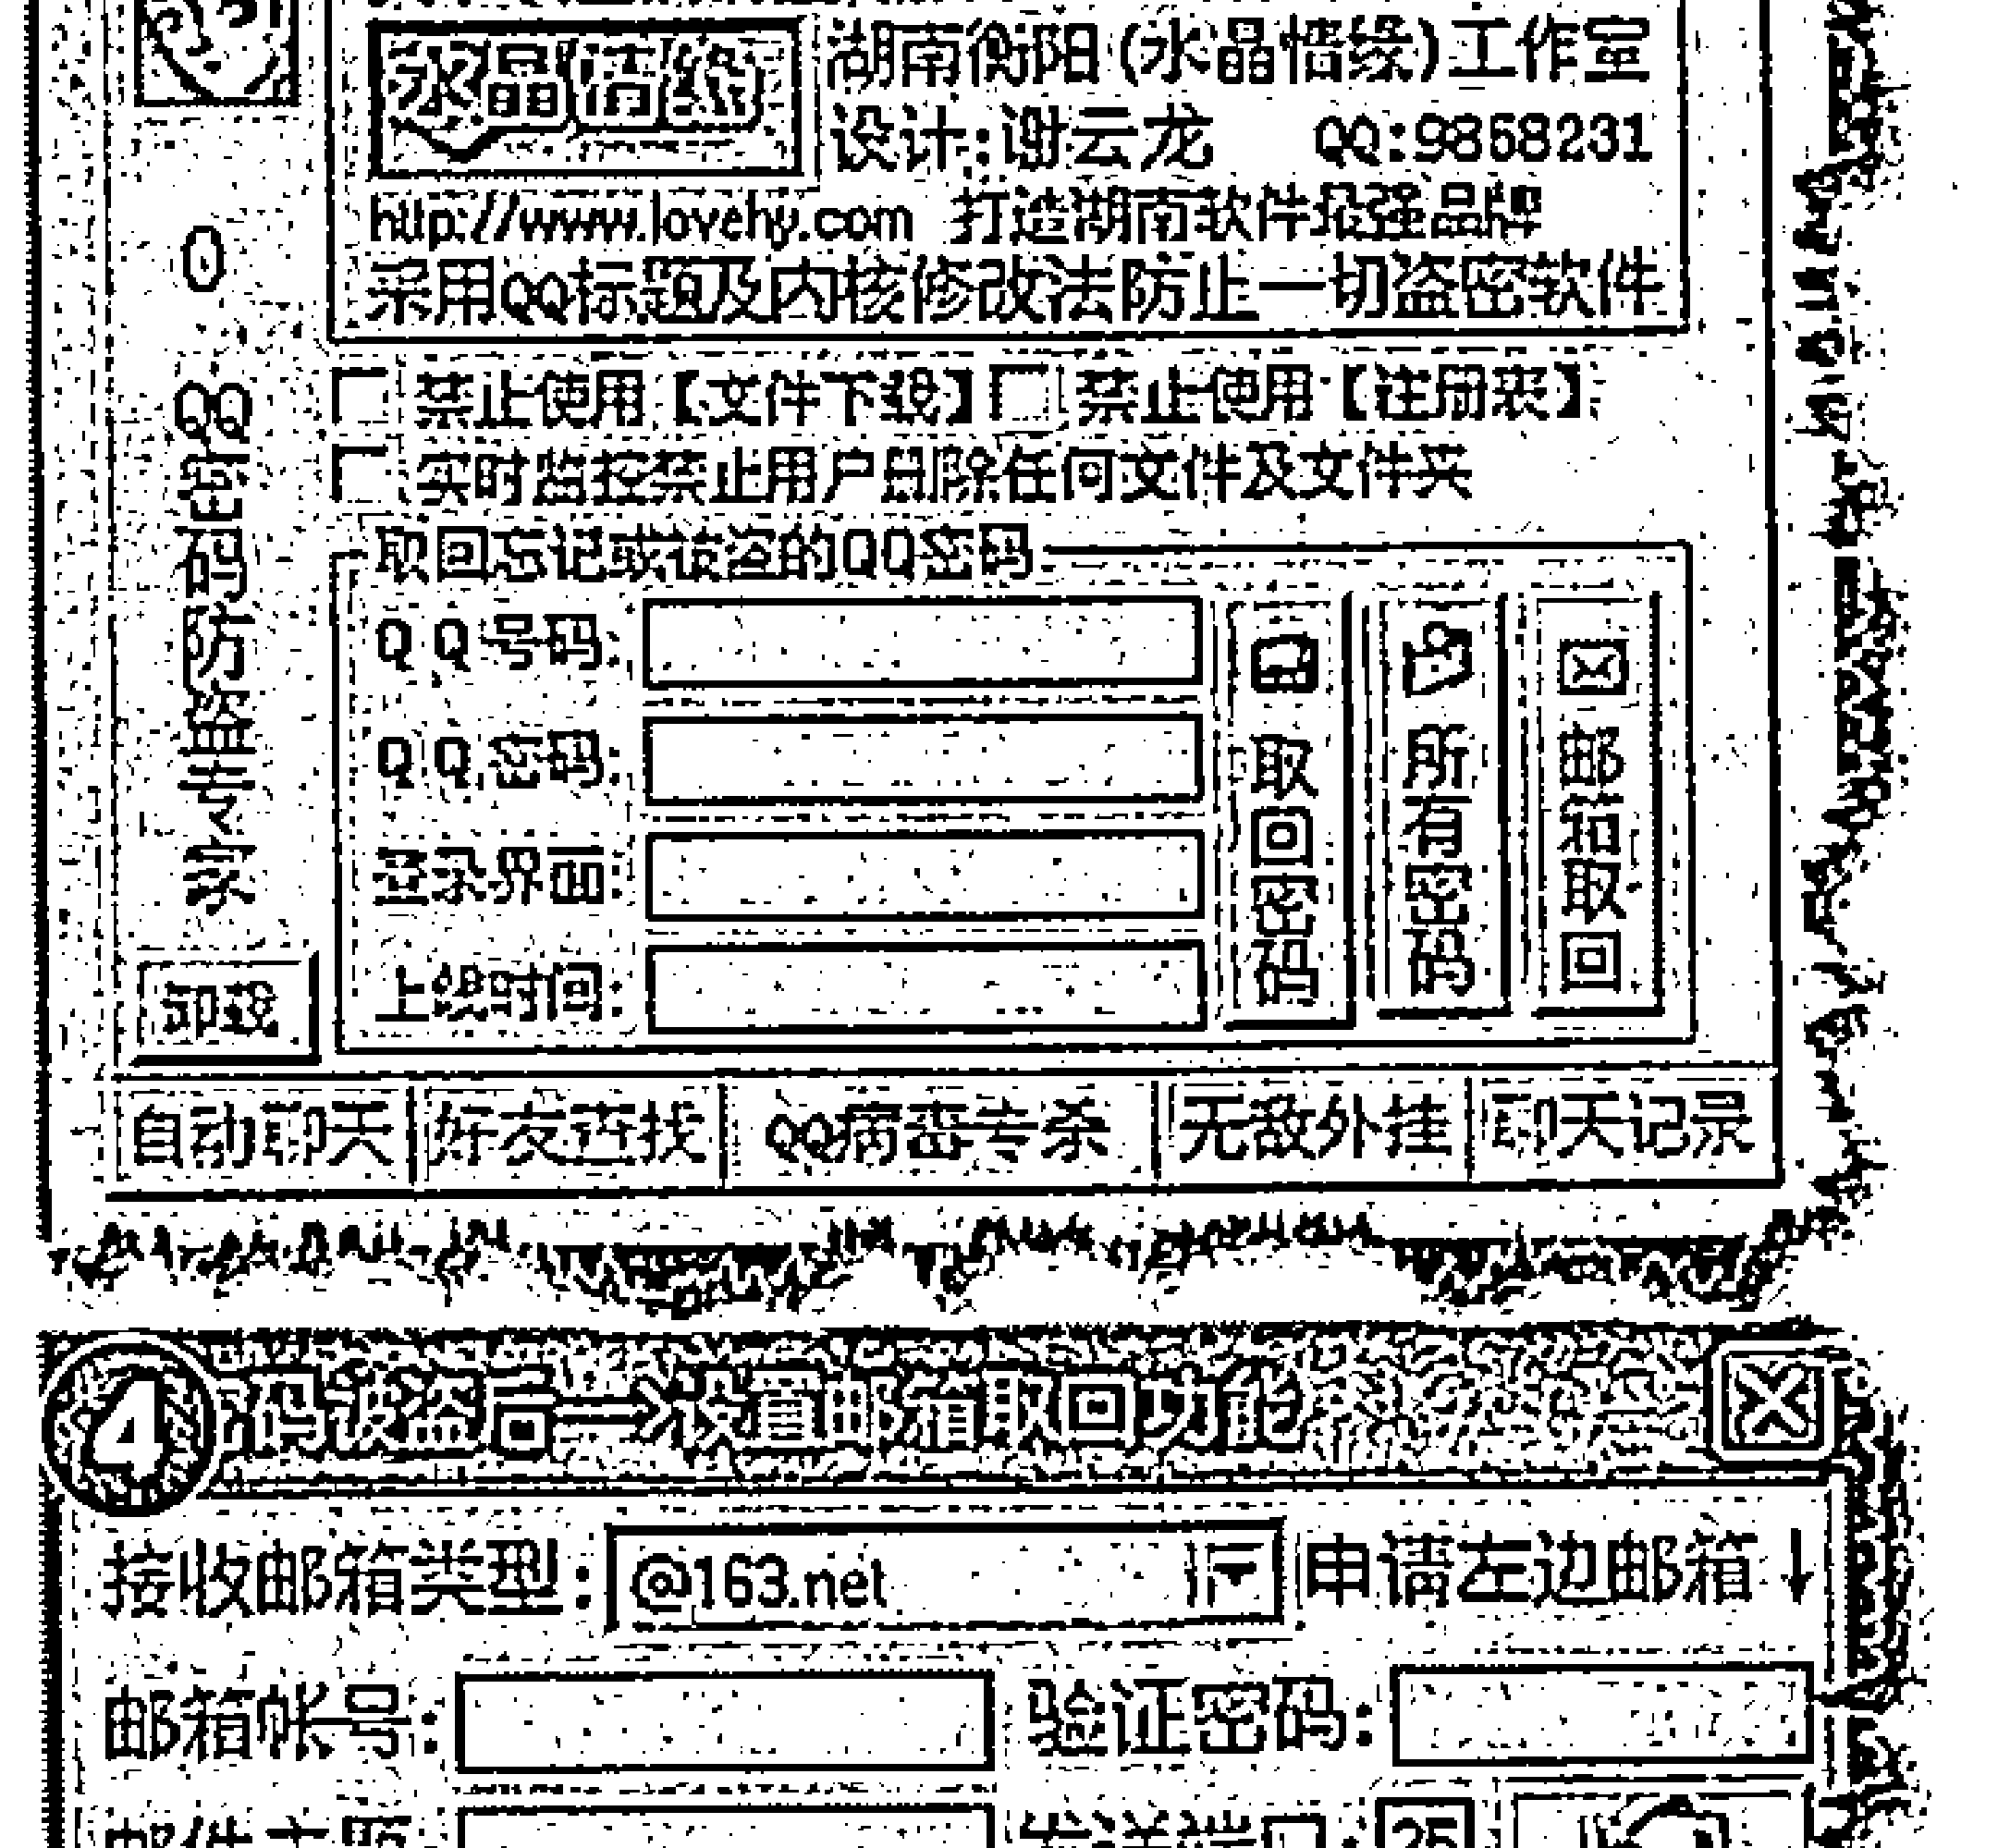 水晶情缘
湖南衡阳(水晶情缘)工作室
设计:谢云龙 QQ:9858231
http://www.lovehy.com 打造湖南软件最强品牌
采用QQ标题及内核修改法防止一切盗密软件
QQ密码防盗专家
禁止使用【文件下载】
禁止使用【注册表】
实时监控禁止用户删除任何文件及文件夹
取回忘记或被盗的QQ密码
QQ号码:
QQ密码:
登录界面:
上线时间:
取回密码
所有密码
邮箱取回
卸载
自动聊天
好友查找
QQ病毒专杀
无敌外挂
聊天记录
4
码被盗后—>设置邮箱取回功能
接收邮箱类型:
@163.net
申请左边邮箱↓
邮箱帐号:
验证密码:
邮件主题
发送端口:
25